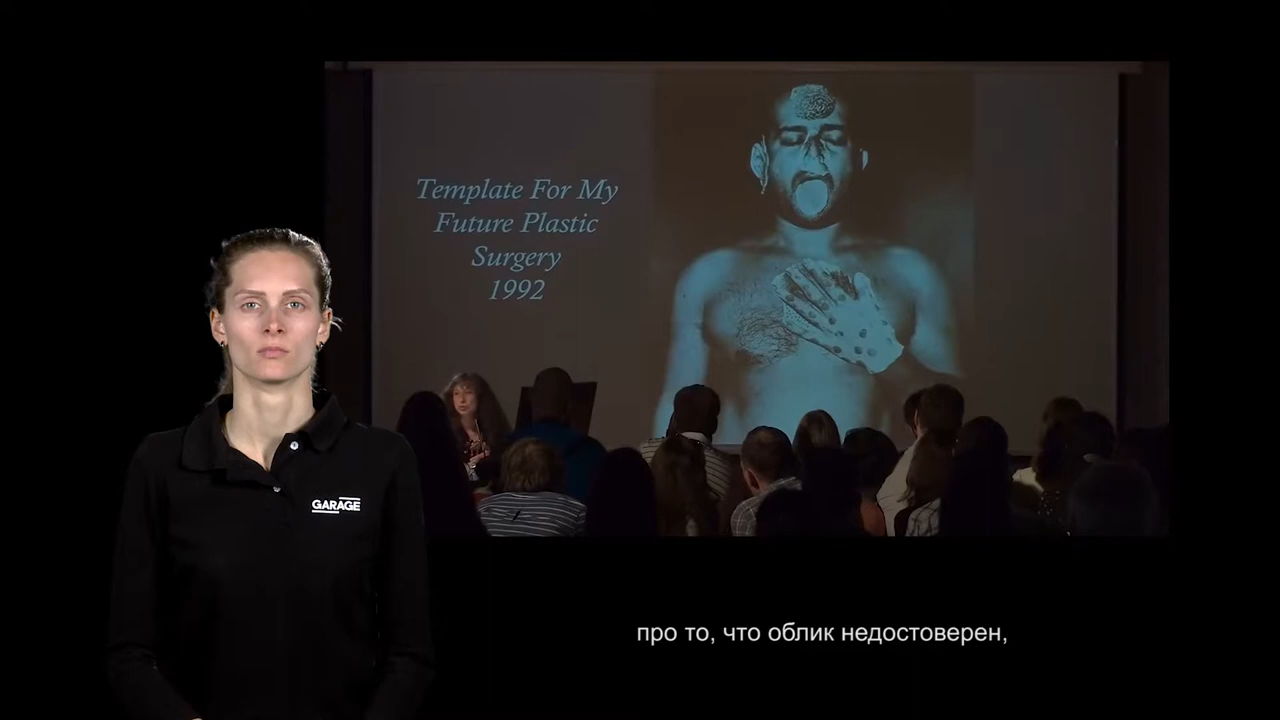 Template For My
Future Plastic
Surgery
1992
GARAGE
про то, что облик недостоверен,